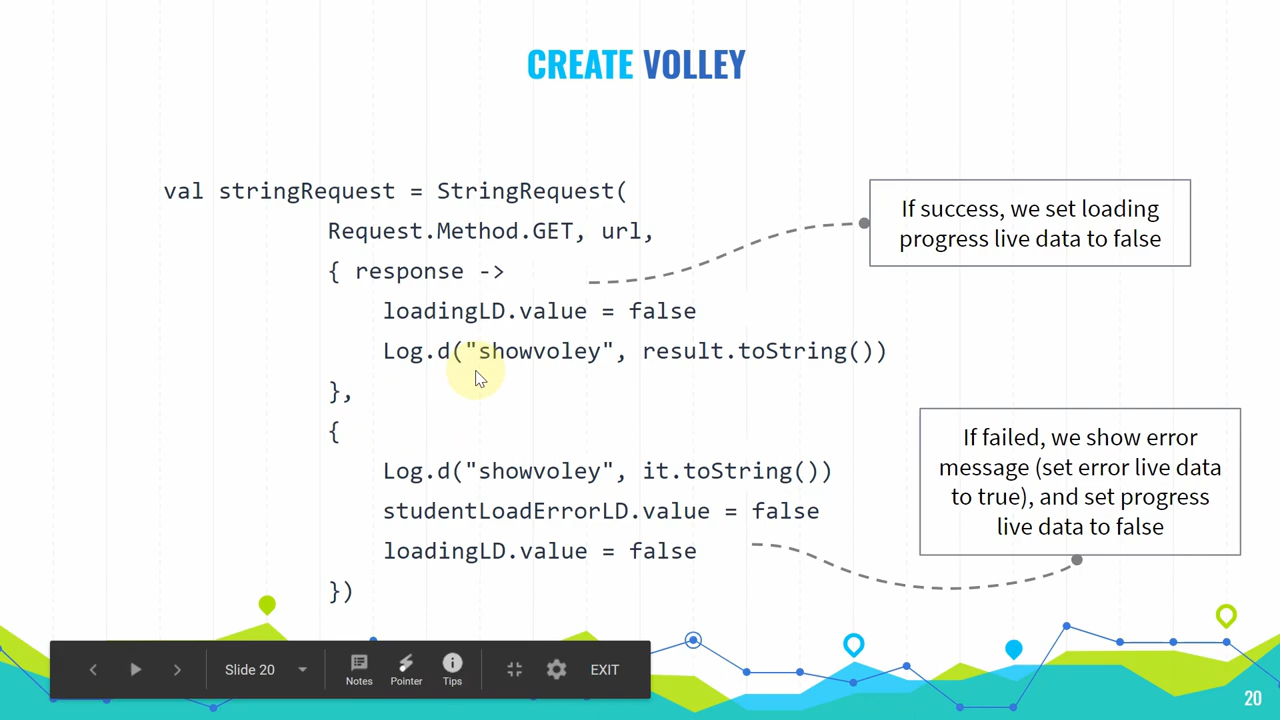 CREATE VOLLEY
val stringRequest = StringRequest(
Request.Method.GET, url,
{ response ->
loadingLD.value = false
Log.d("showvoley", result.toString())
},
{
Log.d("showvoley", it.toString())
studentLoadErrorLD.value = false
loadingLD.value = false
})
If success, we set loading
progress live data to false
If failed, we show error
message (set error live data
to true), and set progress
live data to false
Slide 20
Notes
Pointer
Tips
EXIT
20